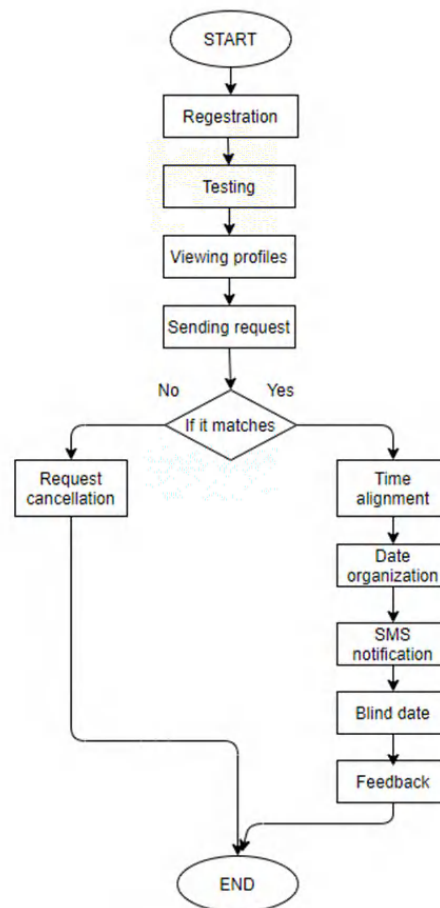 START
Regestration
Testing
Viewing profiles
Sending request
No
Yes
If it matches
Request
cancellation
Time
alignment
Date
organization
SMS
notification
Blind date
Feedback
END